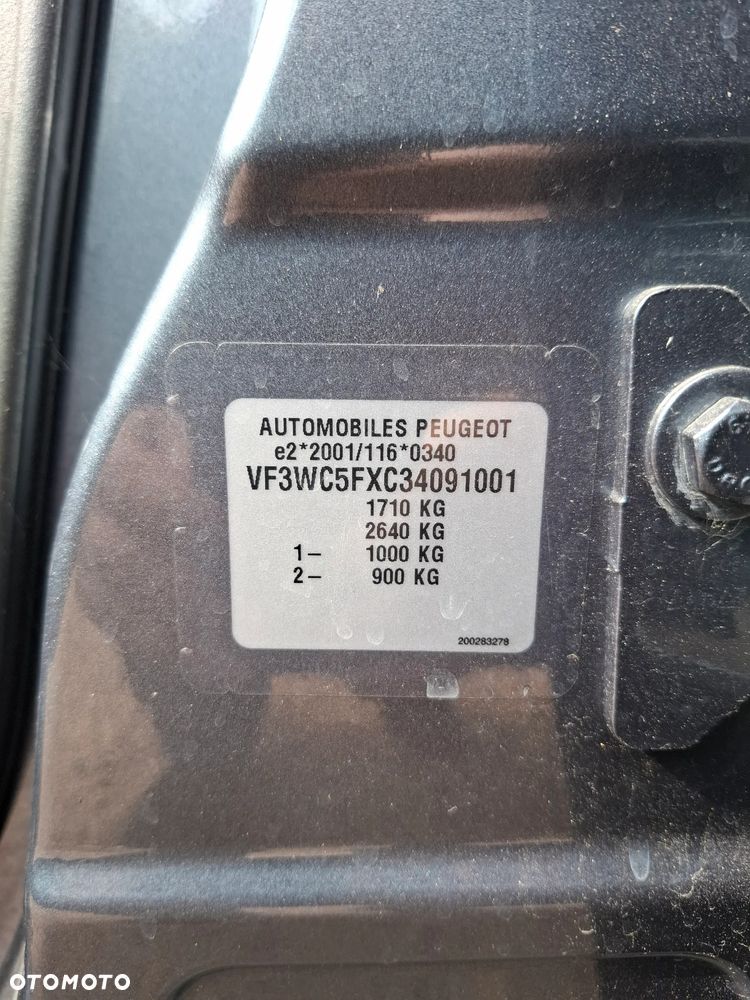 AUTOMOBILES PEUGEOT
e2*2001/116*0340
VF3WC5FXC34091001
1710 KG
2640 KG
1- 1000 KG
2- 900 KG
200283278
OTOMOTO